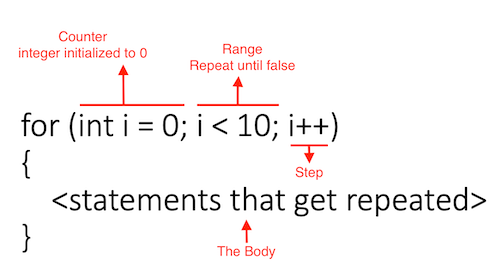 Counter
integer initialized to 0
Range
Repeat until false
for (int i = 0; i < 10; i++)
{
Step
<statements that get repeated>
}
The Body